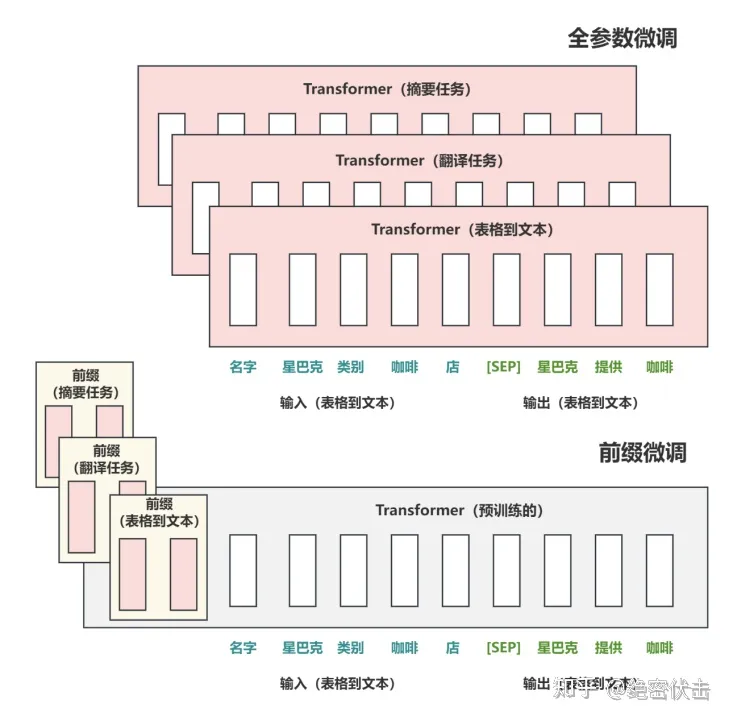 全参数微调
Transformer（摘要任务）
Transformer（翻译任务）
Transformer（表格到文本）
名字 星巴克 类别 咖啡 店 [SEP] 星巴克 提供 咖啡
输入（表格到文本） 输出（表格到文本）
前缀微调
前缀
（摘要任务）
前缀
（翻译任务）
前缀
（表格到文本）
Transformer（预训练的）
名字 星巴克 类别 咖啡 店 [SEP] 星巴克 提供 咖啡
输入（表格到文本） 输出（表格到文本）
知乎 @绝密伏击